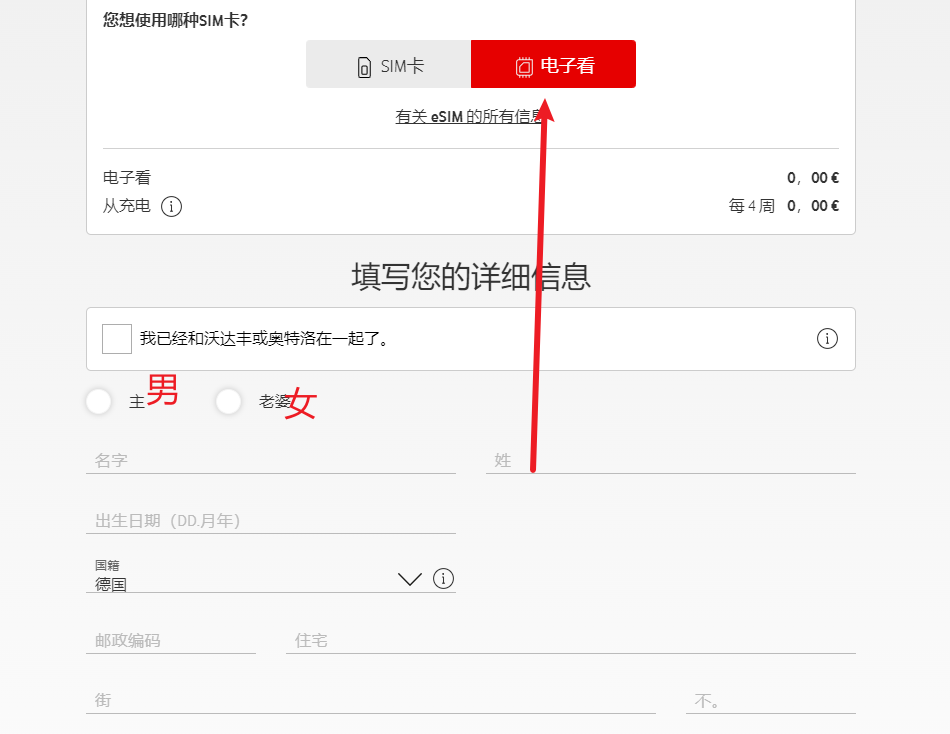 您想使用哪种SIM卡?
SIM卡 电子看
有关 eSIM 的所有信息
电子看 0，00 €
从充电 每 4 周 0，00 €
填写您的详细信息
我已经和沃达丰或奥特洛在一起了。
主 男 老婆 女
名字 姓
出生日期（DD.月年）
国籍
德国
邮政编码 住宅
街 不。